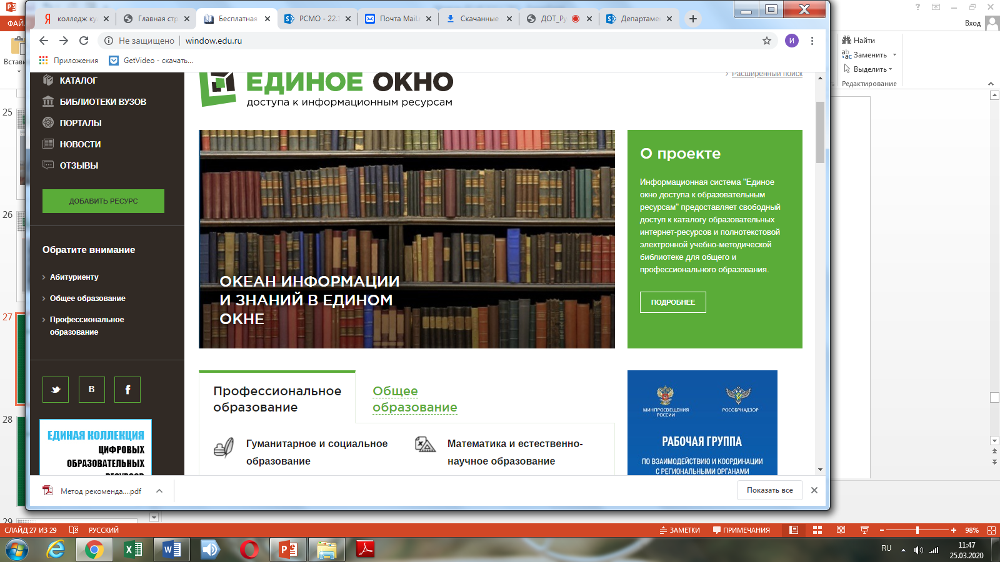 ФАЙ
Вход
колледж ку
Главная стр
Бесплатная
РСМО - 22.
Почта Mail.
Скачанные
ДОТ_Ру
Департаме
Не защищено
window.edu.ru
Приложения
GetVideo - скачать...
Встави
Найти
Заменить
Выделить
Редактирование
25
26
27
28
29
КАТАЛОГ
БИБЛИОТЕКИ ВУЗОВ
ПОРТАЛЫ
НОВОСТИ
ОТЗЫВЫ
ДОБАВИТЬ РЕСУРС
Обратите внимание
Абитуриенту
Общее образование
Профессиональное
образование
ЕДИНАЯ КОЛЛЕКЦИЯ
ЦИФРОВЫХ
ОБРАЗОВАТЕЛЬНЫХ
РЕСУРСОВ
ЕДИНОЕ ОКНО
доступа к информационным ресурсам
Расширенный поиск
ОКЕАН ИНФОРМАЦИИ
И ЗНАНИЙ В ЕДИНОМ
ОКНЕ
О проекте
Информационная система "Единое
окно доступа к образовательным
ресурсам" предоставляет свободный
доступ к каталогу образовательных
интернет-ресурсов и полнотекстовой
электронной учебно-методической
библиотеке для общего и
профессионального образования.
ПОДРОБНЕЕ
Профессиональное
образование
Общее
образование
Гуманитарное и социальное
образование
Математика и естественно-
научное образование
МИНПРОСВЕЩЕНИЯ
РОССИИ
РОСОБРНАДЗОР
РАБОЧАЯ ГРУППА
ПО ВЗАИМОДЕЙСТВИЮ И КООРДИНАЦИИ
С РЕГИОНАЛЬНЫМИ ОРГАНАМИ
Метод рекоменда....pdf
Показать все
СЛАЙД 27 ИЗ 29
РУССКИЙ
ЗАМЕТКИ
ПРИМЕЧАНИЯ
98%
RU
11:47
25.03.2020